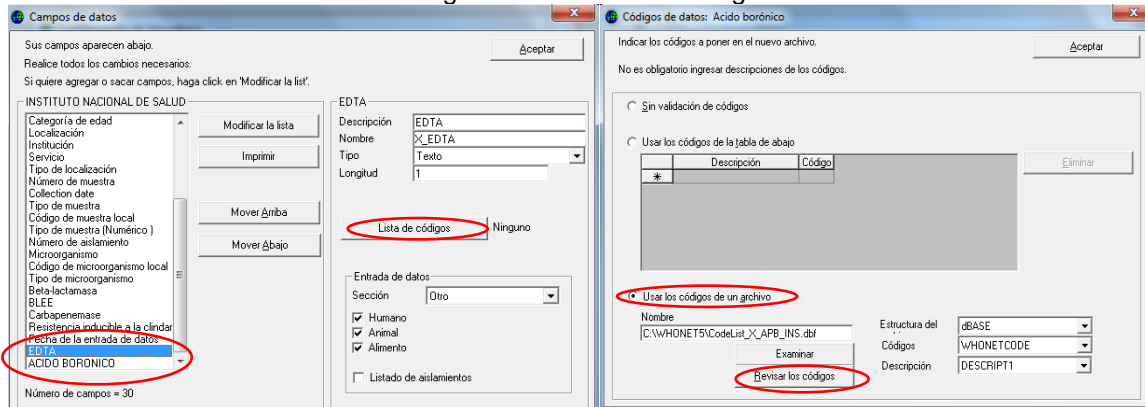 Campos de datos
Sus campos aparecen abajo.
Realice todos los cambios necesarios.
Si quiere agregar o sacar campos, haga click en 'Modificar la list'.
Aceptar
INSTITUTO NACIONAL DE SALUD
Categoría de edad
Localización
Institución
Servicio
Tipo de localización
Número de muestra
Collection date
Tipo de muestra
Código de muestra local
Tipo de muestra (Numérico )
Número de aislamiento
Microorganismo
Código de microorganismo local
Tipo de microorganismo
Beta-lactamasa
BLEE
Carbapenemase
Resistencia inducible a la clindar
Fecha de la entrada de datos
EDTA
ACIDO BORONICO
Número de campos = 30
Modificar la lista
Imprimir
Mover Arriba
Mover Abajo
EDTA
Descripción EDTA
Nombre X_EDTA
Tipo Texto
Longitud 1
Lista de códigos Ninguno
Entrada de datos
Sección Otro
Humano
Animal
Alimento
Listado de aislamientos
Códigos de datos: Acido borónico
Indicar los códigos a poner en el nuevo archivo.
No es obligatorio ingresar descripciones de los códigos.
Aceptar
Sin validación de códigos
Usar los códigos de la tabla de abajo
Descripción Código
*
Eliminar
Usar los códigos de un archivo
Nombre
C:\WHONET5\CodeList_X_APB_INS.dbf
Examinar
Revisar los códigos
Estructura del dBASE
Códigos WHONETCODE
Descripción DESCRIPT1